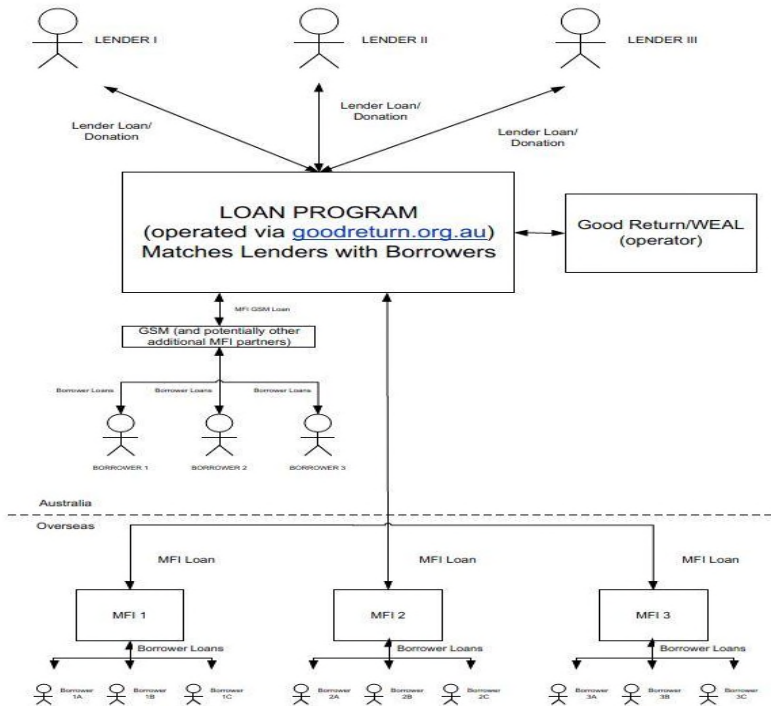 LENDER I
LENDER II
LENDER III
Lender Loan/
Donation
Lender Loan/
Donation
Lender Loan/
Donation
LOAN PROGRAM
(operated via goodreturn.org.au)
Matches Lenders with Borrowers
Good Return/WEAL
(operator)
MFI GSM Loan
GSM (and potentially other
additional MFI partners)
Borrower Loans
Borrower Loans
Borrower Loans
BORROWER 1
BORROWER 2
BORROWER 3
Australia
Overseas
MFI Loan
MFI Loan
MFI Loan
MFI 1
MFI 2
MFI 3
Borrower Loans
Borrower Loans
Borrower Loans
Borrower
1A
Borrower
1B
Borrower
1C
Borrower
2A
Borrower
2B
Borrower
2C
Borrower
3A
Borrower
3B
Borrower
3C